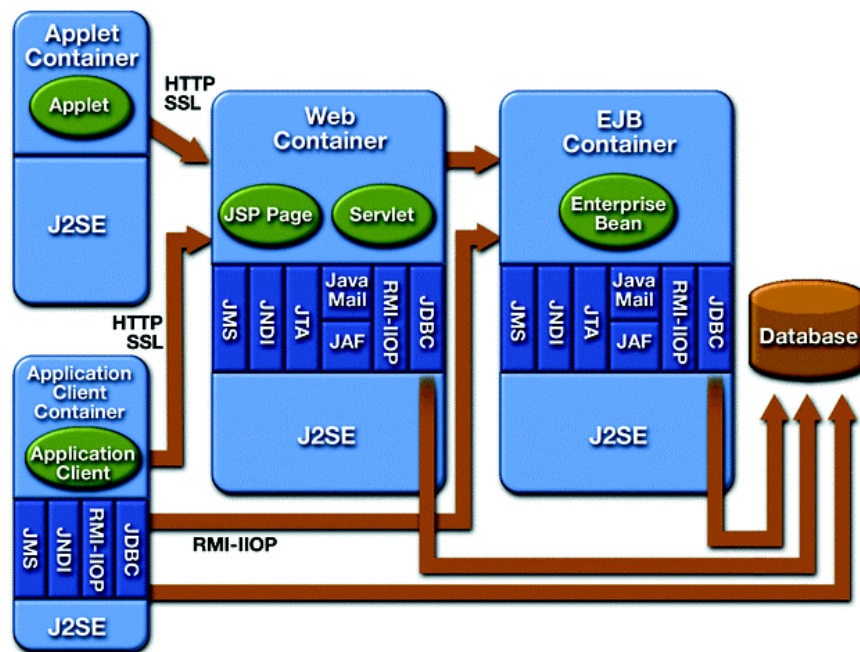 Applet
Container
Applet
J2SE
HTTP
SSL
Web
Container
JSP Page
Servlet
JMS
JNDI
JTA
Java
Mail
JAF
RMI-IIOP
JDBC
J2SE
EJB
Container
Enterprise
Bean
JMS
JNDI
JTA
Java
Mail
JAF
RMI-IIOP
JDBC
J2SE
Database
HTTP
SSL
Application
Client
Container
Application
Client
JMS
JNDI
RMI-IIOP
JDBC
J2SE
RMI-IIOP